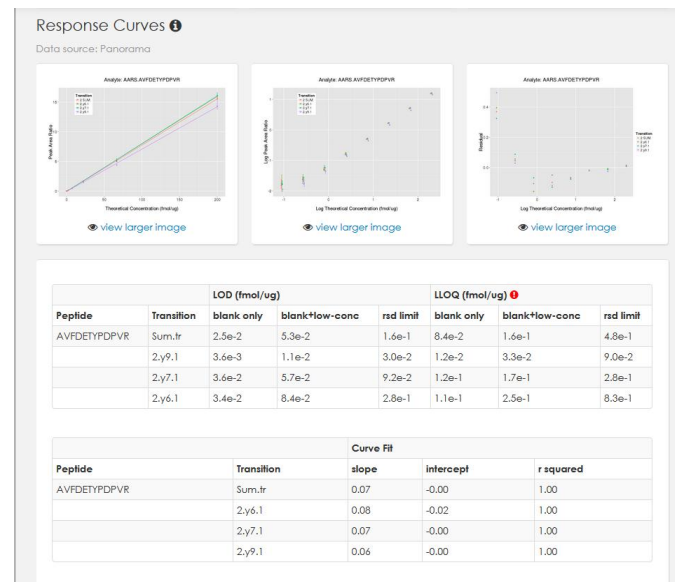 Response Curves
Data source: Panorama
Analyte: AARS.AVFDETYPDPVR
Analyte: AARS.AVFDETYPDPVR
Analyte: AARS.AVFDETYPDPVR
Transition
Transition
Transition
Peak Area Ratio
Log Peak Area Ratio
Residual
Theoretical Concentration (fmol/ug)
Log Theoretical Concentration (fmol/ug)
Log Theoretical Concentration (fmol/ug)
view larger image
view larger image
view larger image
LOD (fmol/ug) LLOQ (fmol/ug)
Peptide Transition blank only blank+low-conc rsd limit blank only blank+low-conc rsd limit
AVFDETYPDPVR Sum.tr 2.5e-2 5.3e-2 1.6e-1 8.4e-2 1.6e-1 4.8e-1
2.y9.1 3.6e-3 1.1e-2 3.0e-2 1.2e-2 3.3e-2 9.0e-2
2.y7.1 3.6e-2 5.7e-2 9.2e-2 1.2e-1 1.7e-1 2.8e-1
2.y6.1 3.4e-2 8.4e-2 2.8e-1 1.1e-1 2.5e-1 8.3e-1
Curve Fit
Peptide Transition slope intercept r squared
AVFDETYPDPVR Sum.tr 0.07 -0.00 1.00
2.y6.1 0.08 -0.02 1.00
2.y7.1 0.07 -0.00 1.00
2.y9.1 0.06 -0.00 1.00